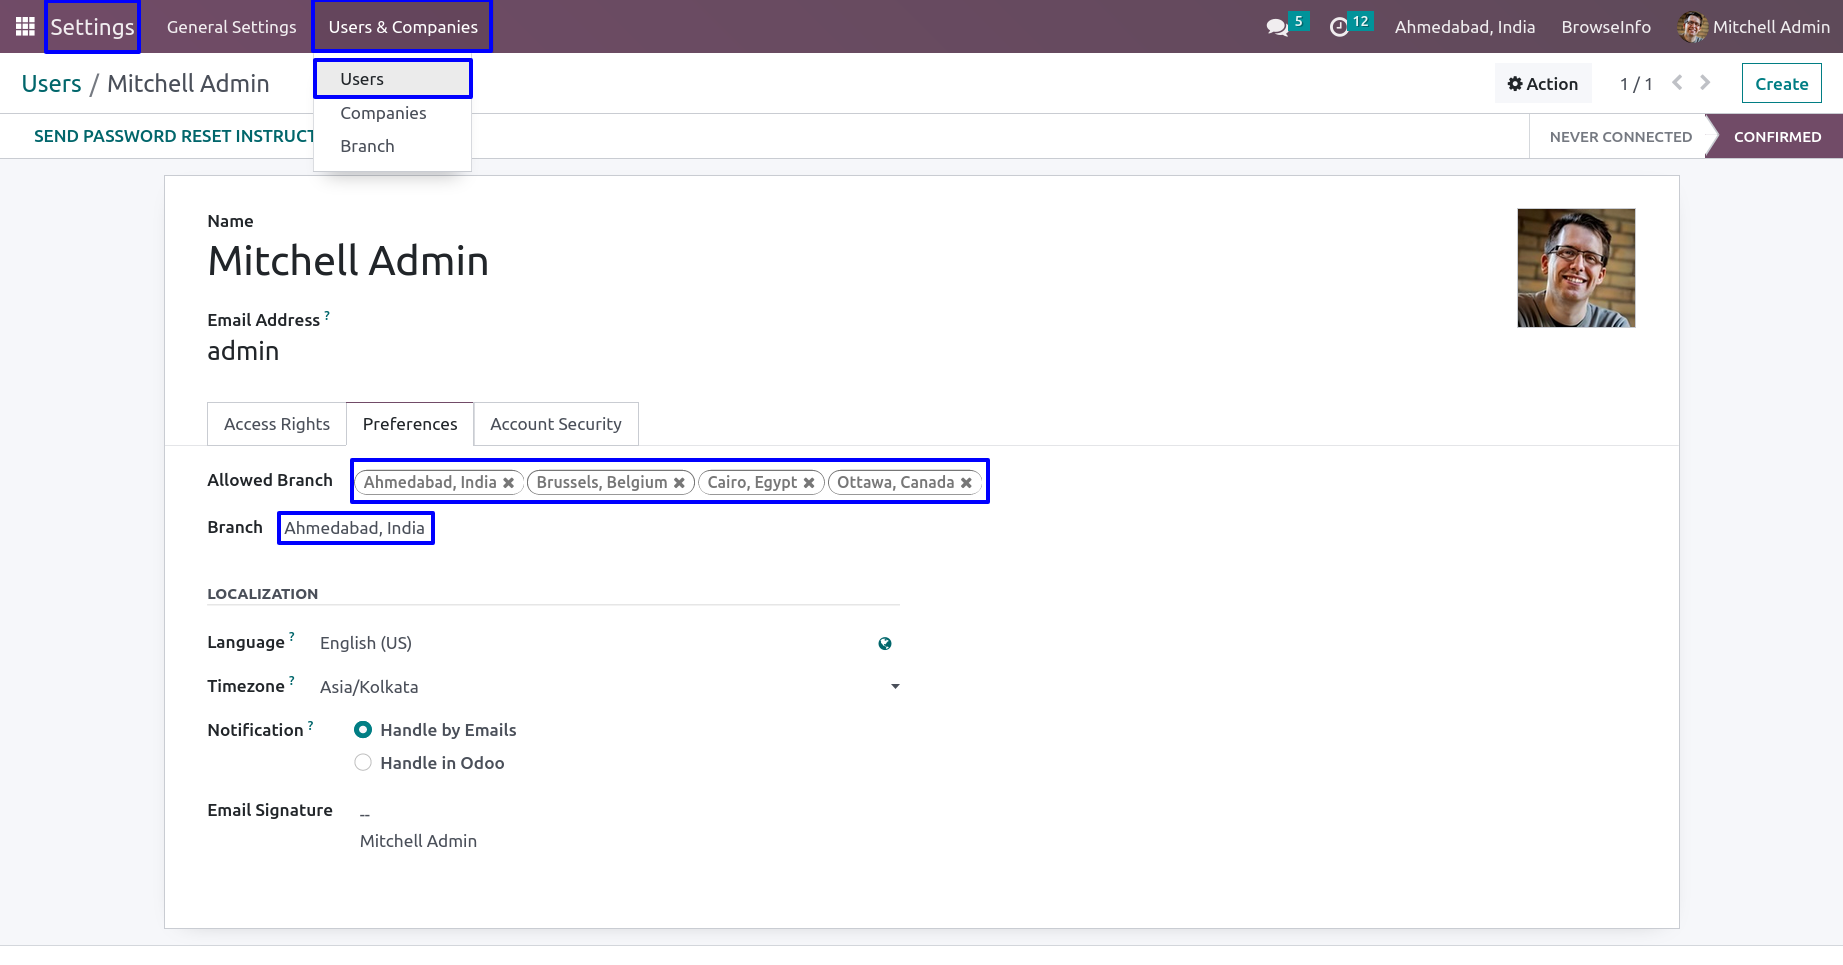 Settings General Settings Users & Companies 5 12 Ahmedabad, India BrowseInfo Mitchell Admin
Users / Mitchell Admin Users Action 1 / 1 Create
Companies
SEND PASSWORD RESET INSTRUCT Branch NEVER CONNECTED CONFIRMED
Name
Mitchell Admin
Email Address ?
admin
Access Rights Preferences Account Security
Allowed Branch Ahmedabad, India ✖ Brussels, Belgium ✖ Cairo, Egypt ✖ Ottawa, Canada ✖
Branch Ahmedabad, India
LOCALIZATION
Language ? English (US)
Timezone ? Asia/Kolkata
Notification ? Handle by Emails
Handle in Odoo
Email Signature --
Mitchell Admin